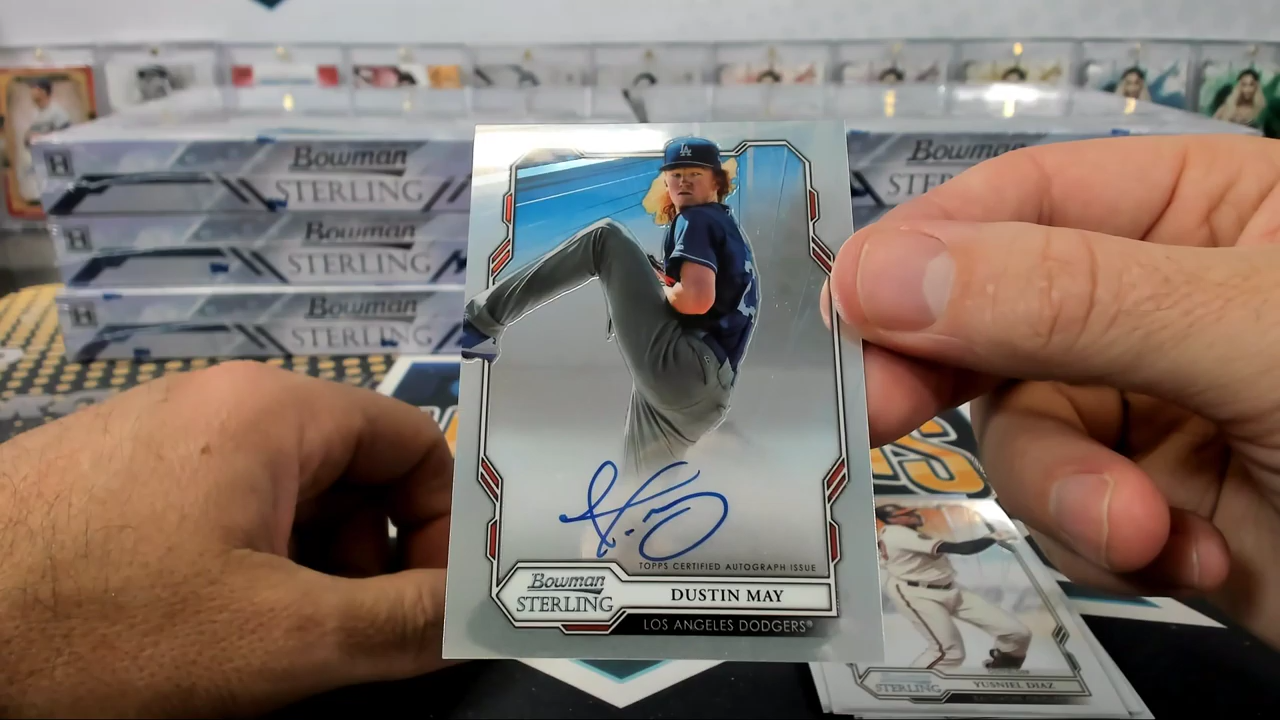 H
Bowman
STERLING
H
Bowman
STERLING
H
Bowman
STERLING
Bowman
LA
TOPPS CERTIFIED AUTOGRAPH ISSUE
Bowman
STERLING
DUSTIN MAY
LOS ANGELES DODGERS®
STERLING
YUSNIEL DIAZ